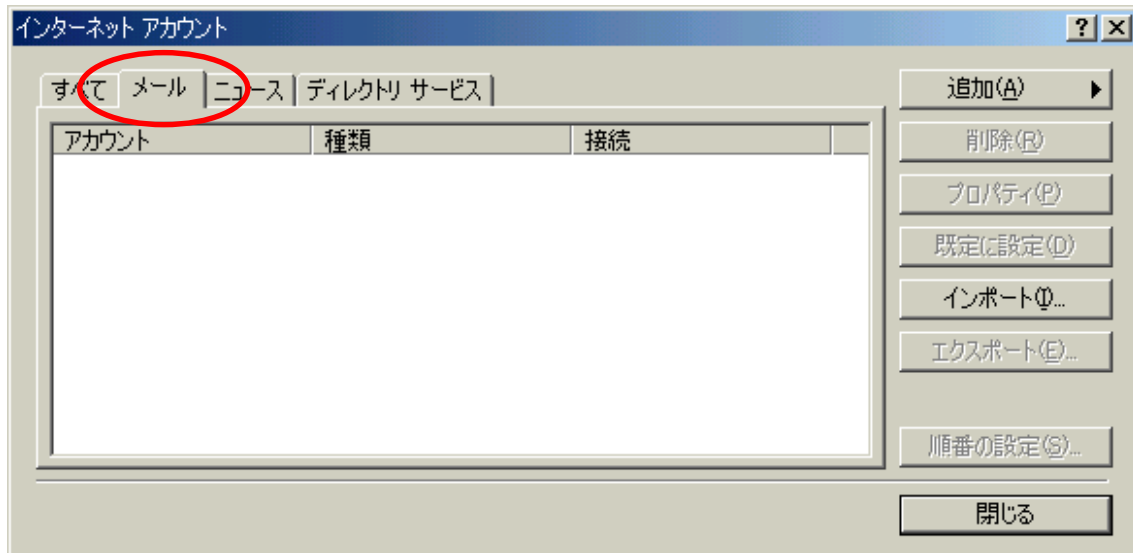 インターネット アカウント
すべて メール ニュース ディレクトリ サービス
アカウント 種類 接続
追加(A)
削除(R)
プロパティ(P)
既定に設定(D)
インポート(I)...
エクスポート(E)...
順番の設定(S)...
閉じる